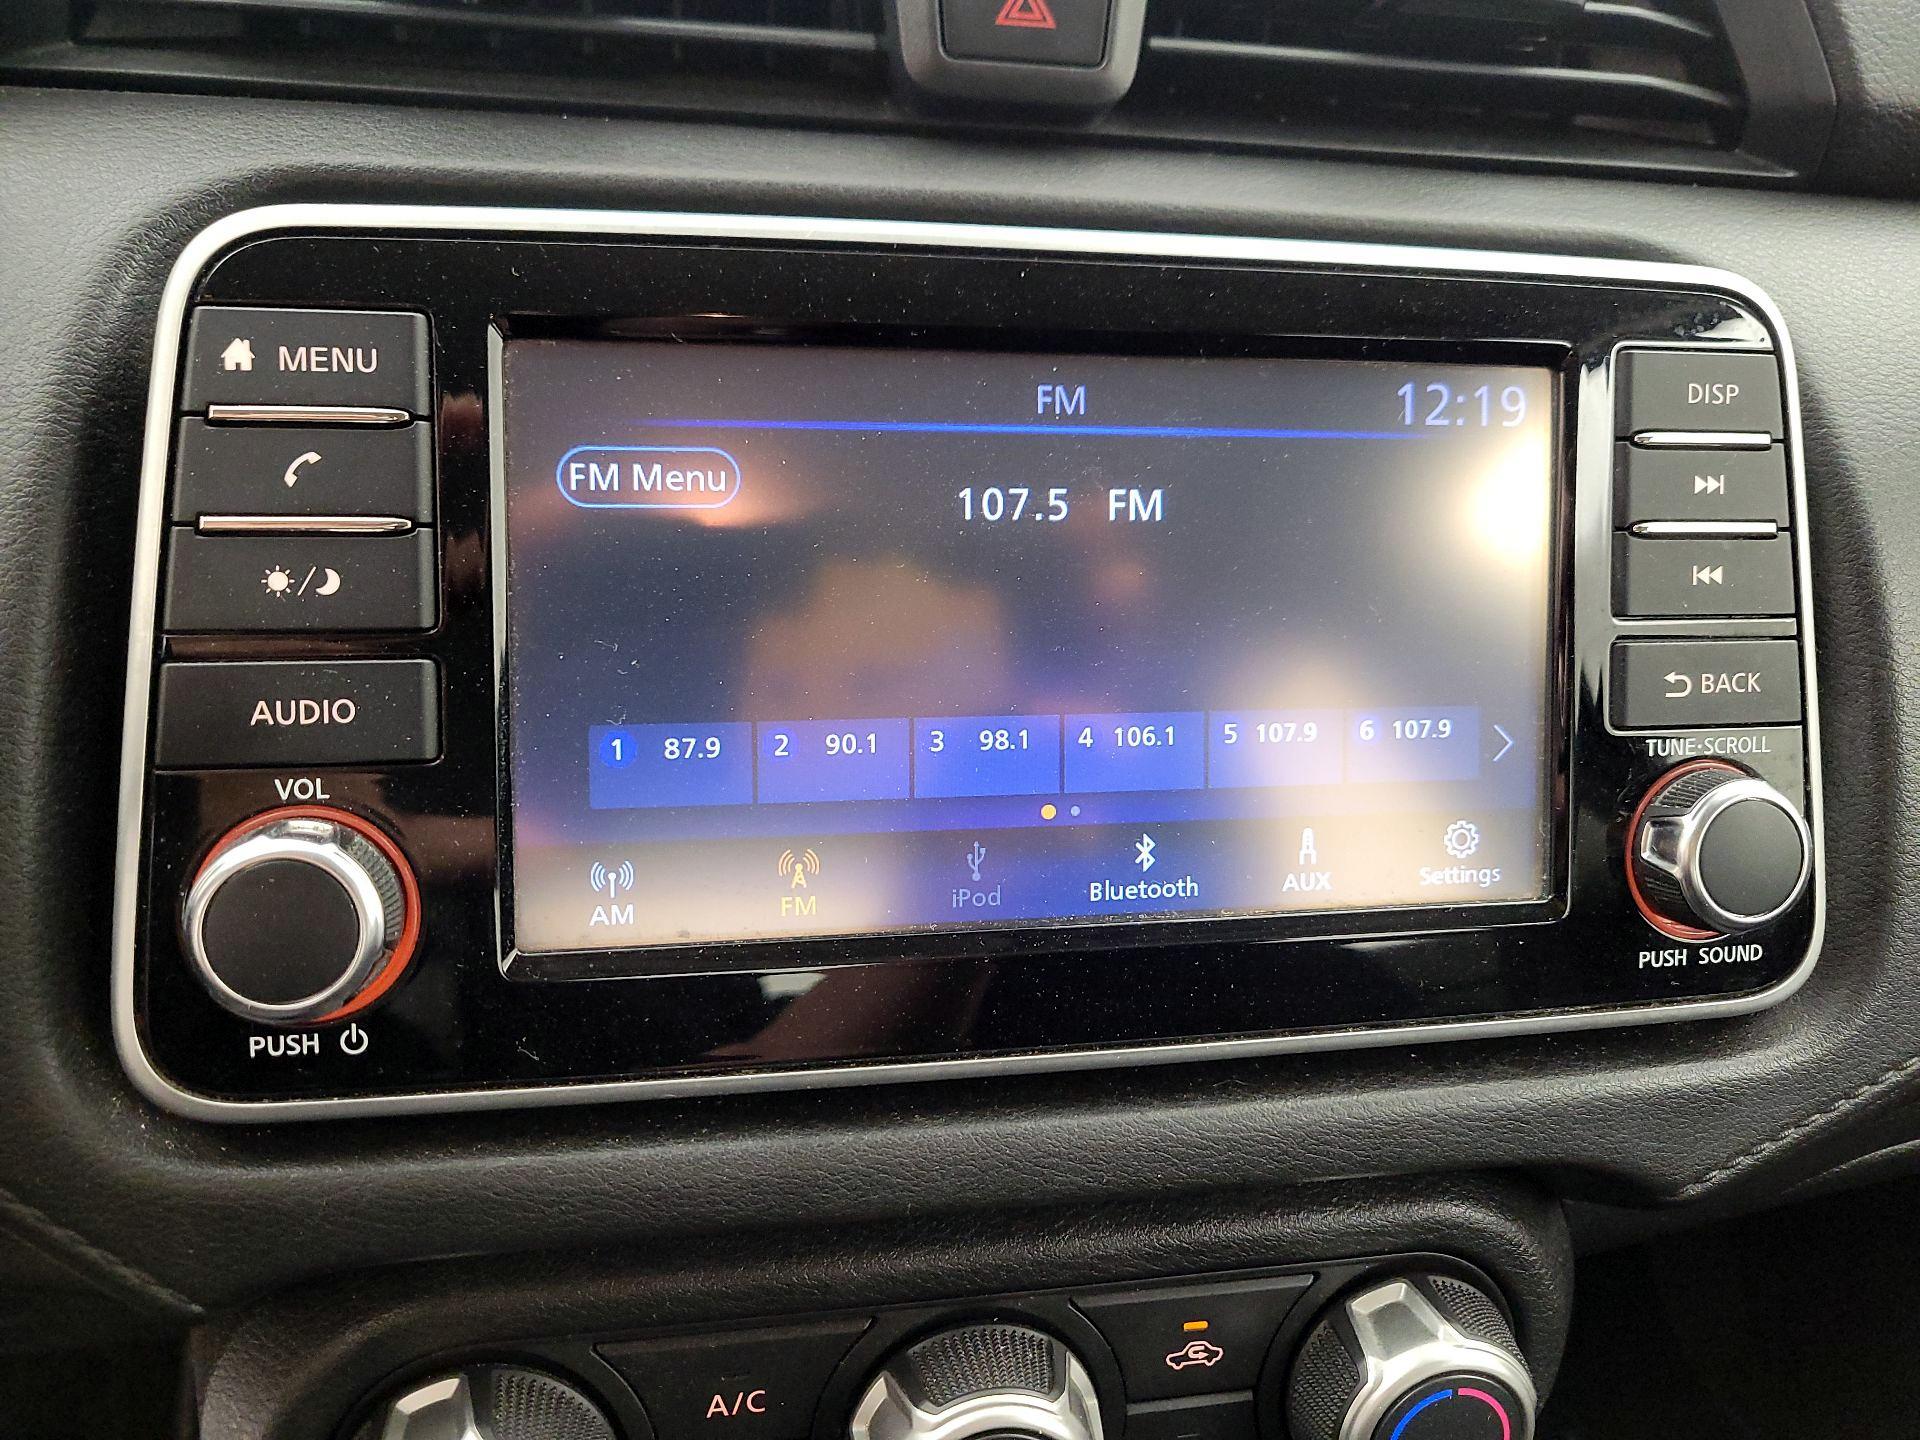 MENU
AUDIO
VOL
PUSH
FM
12:19
FM Menu
107.5 FM
1 87.9
2 90.1
3 98.1
4 106.1
5 107.9
6 107.9
AM
FM
iPod
Bluetooth
AUX
Settings
DISP
BACK
TUNE·SCROLL
PUSH SOUND
A/C